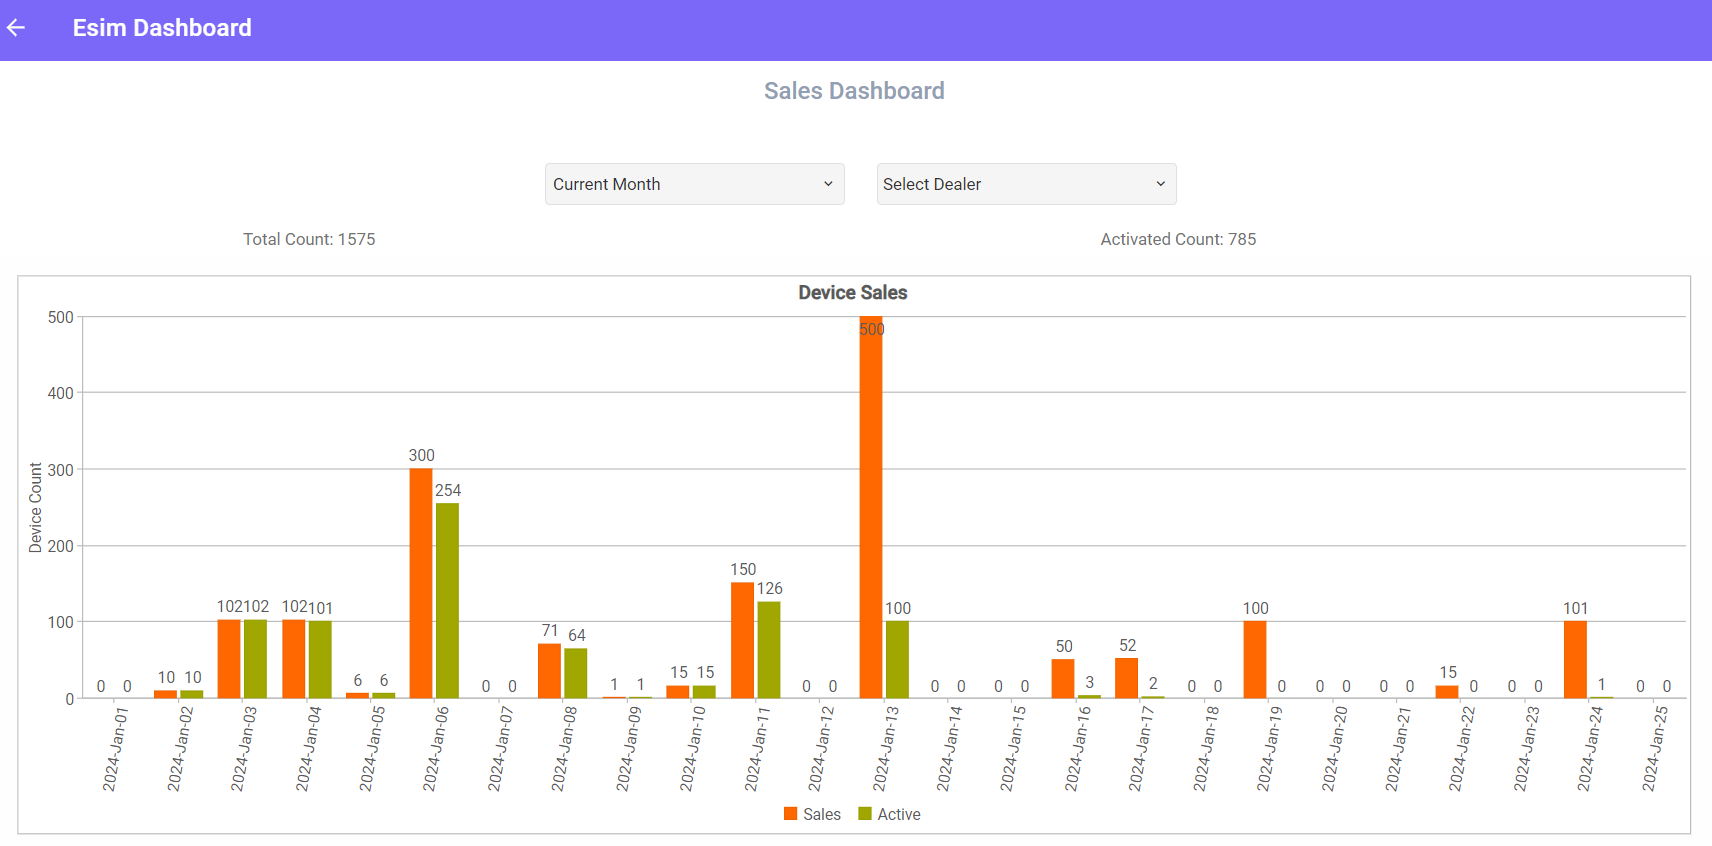 Esim Dashboard
Sales Dashboard
Current Month Select Dealer
Total Count: 1575 Activated Count: 785
Device Sales
Device Count
500
400
300
200
100
0
0 0
10 10
102 102
102 101
6 6
300 254
0 0
71 64
1 1
15 15
150 126
0 0
500 100
0 0
0 0
50 3
52 2
0 0
100 0
0 0
0 0
15 0
0 0
101 1
0 0
2024-Jan-01
2024-Jan-02
2024-Jan-03
2024-Jan-04
2024-Jan-05
2024-Jan-06
2024-Jan-07
2024-Jan-08
2024-Jan-09
2024-Jan-10
2024-Jan-11
2024-Jan-12
2024-Jan-13
2024-Jan-14
2024-Jan-15
2024-Jan-16
2024-Jan-17
2024-Jan-18
2024-Jan-19
2024-Jan-20
2024-Jan-21
2024-Jan-22
2024-Jan-23
2024-Jan-24
2024-Jan-25
Sales Active